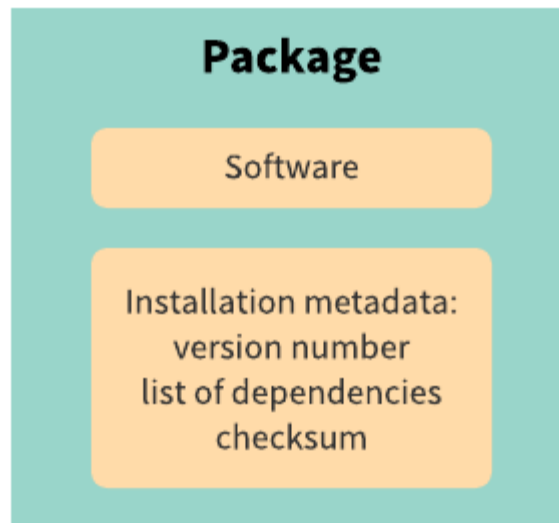 Package
Software
Installation metadata:
version number
list of dependencies
checksum